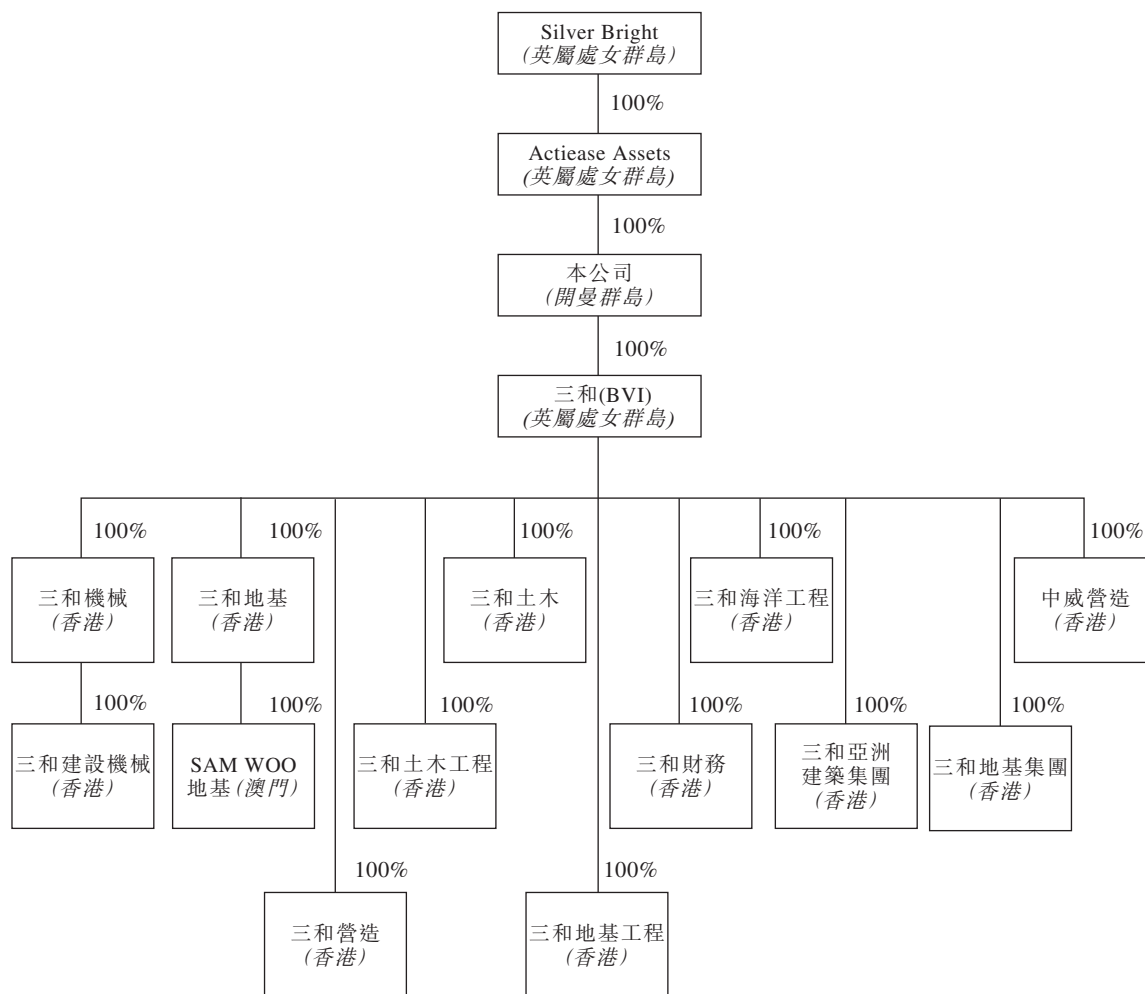 Silver Bright
(英屬處女群島)
100%
Actiease Assets
(英屬處女群島)
100%
本公司
(開曼群島)
100%
三和(BVI)
(英屬處女群島)
100%
100%
100%
100%
100%
三和機械
(香港)
三和地基
(香港)
三和土木
(香港)
三和海洋工程
(香港)
中威營造
(香港)
100%
100%
100%
100%
100%
100%
三和建設機械
(香港)
SAM WOO
地基(澳門)
三和土木工程
(香港)
三和財務
(香港)
三和亞洲
建築集團
(香港)
三和地基集團
(香港)
100%
100%
三和營造
(香港)
三和地基工程
(香港)